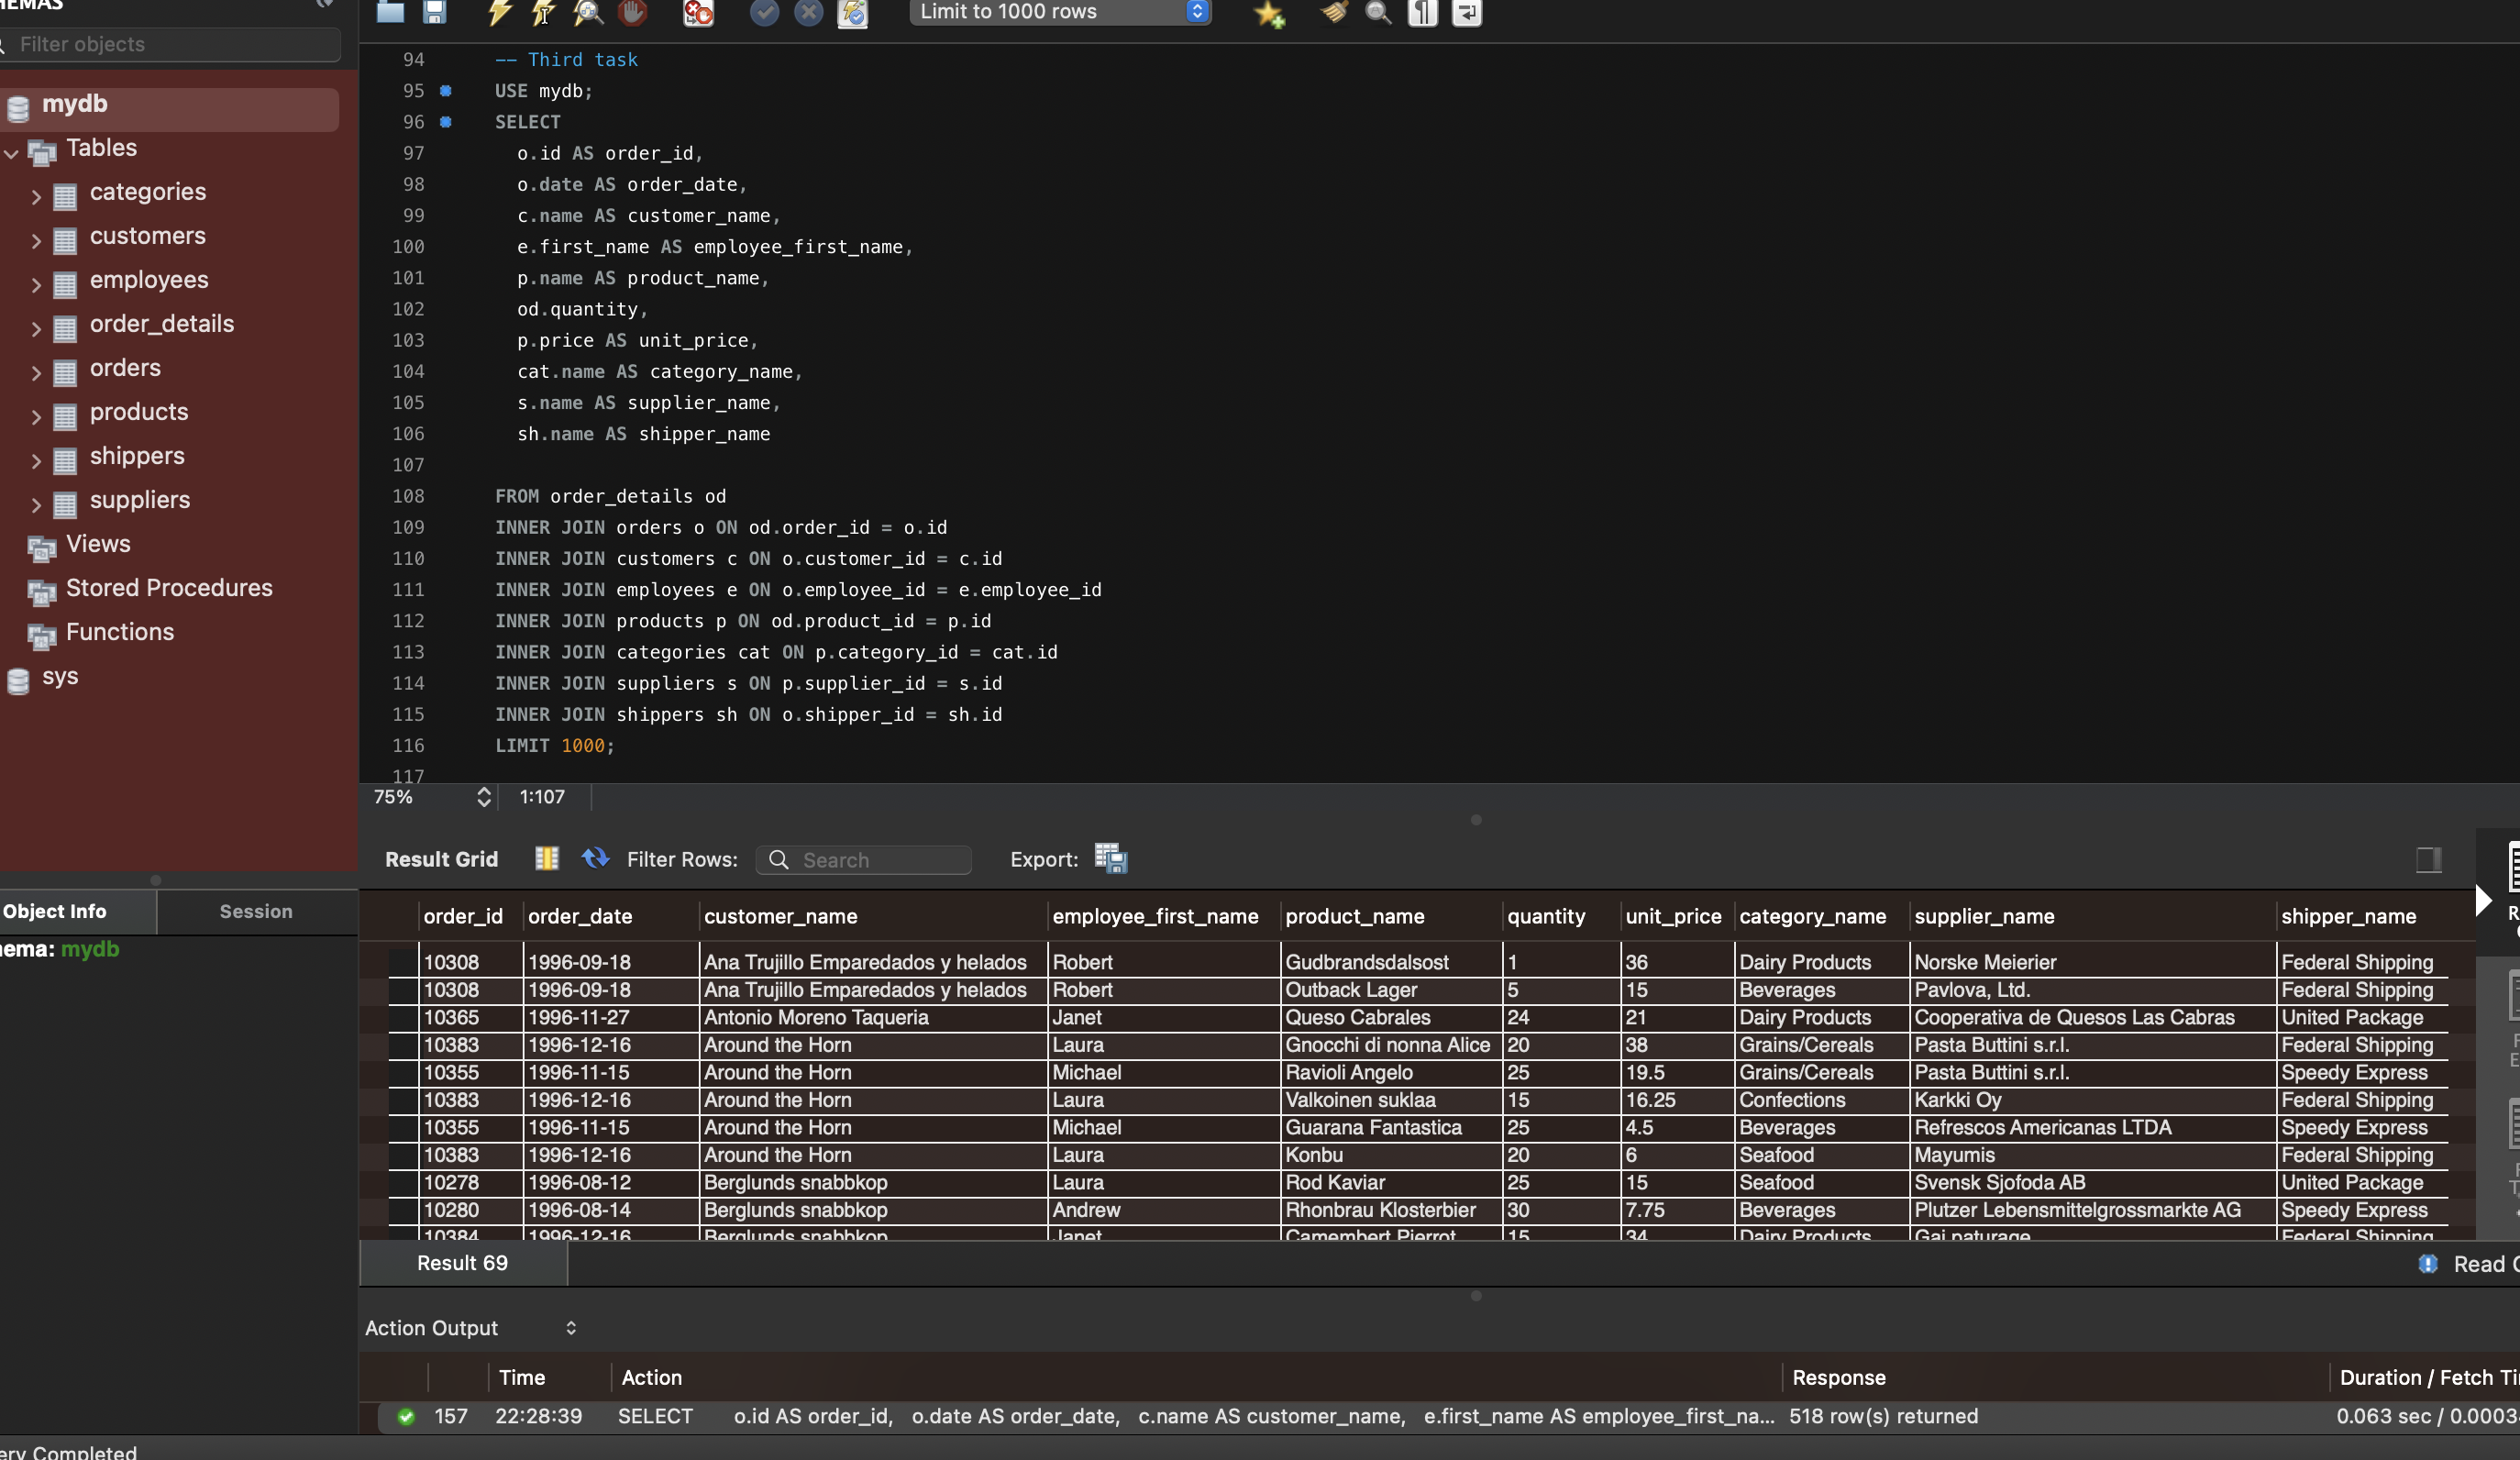 Limit to 1000 rows
Filter objects
mydb
Tables
categories
customers
employees
order_details
orders
products
shippers
suppliers
Views
Stored Procedures
Functions
sys
94 -- Third task
95 USE mydb;
96 SELECT
97 o.id AS order_id,
98 o.date AS order_date,
99 c.name AS customer_name,
100 e.first_name AS employee_first_name,
101 p.name AS product_name,
102 od.quantity,
103 p.price AS unit_price,
104 cat.name AS category_name,
105 s.name AS supplier_name,
106 sh.name AS shipper_name
107
108 FROM order_details od
109 INNER JOIN orders o ON od.order_id = o.id
110 INNER JOIN customers c ON o.customer_id = c.id
111 INNER JOIN employees e ON o.employee_id = e.employee_id
112 INNER JOIN products p ON od.product_id = p.id
113 INNER JOIN categories cat ON p.category_id = cat.id
114 INNER JOIN suppliers s ON p.supplier_id = s.id
115 INNER JOIN shippers sh ON o.shipper_id = sh.id
116 LIMIT 1000;
117
75% 1:107
Result Grid Filter Rows: Search Export:
Object Info Session
ema: mydb
order_id order_date customer_name employee_first_name product_name quantity unit_price category_name supplier_name shipper_name
10308 1996-09-18 Ana Trujillo Emparedados y helados Robert Gudbrandsdalsost 1 36 Dairy Products Norske Meierier Federal Shipping
10308 1996-09-18 Ana Trujillo Emparedados y helados Robert Outback Lager 5 15 Beverages Pavlova, Ltd. Federal Shipping
10365 1996-11-27 Antonio Moreno Taqueria Janet Queso Cabrales 24 21 Dairy Products Cooperativa de Quesos Las Cabras United Package
10383 1996-12-16 Around the Horn Laura Gnocchi di nonna Alice 20 38 Grains/Cereals Pasta Buttini s.r.l. Federal Shipping
10355 1996-11-15 Around the Horn Michael Ravioli Angelo 25 19.5 Grains/Cereals Pasta Buttini s.r.l. Speedy Express
10383 1996-12-16 Around the Horn Laura Valkoinen suklaa 15 16.25 Confections Karkki Oy Federal Shipping
10355 1996-11-15 Around the Horn Michael Guarana Fantastica 25 4.5 Beverages Refrescos Americanas LTDA Speedy Express
10383 1996-12-16 Around the Horn Laura Konbu 20 6 Seafood Mayumis Federal Shipping
10278 1996-08-12 Berglunds snabbkop Laura Rod Kaviar 25 15 Seafood Svensk Sjofoda AB United Package
10280 1996-08-14 Berglunds snabbkop Andrew Rhonbrau Klosterbier 30 7.75 Beverages Plutzer Lebensmittelgrossmarkte AG Speedy Express
10384 1996-12-16 Berglunds snabbkop Janet Camembert Pierrot 15 34 Dairy Products Gai paturage Federal Shipping
Result 69 Read
Action Output
Time Action Response Duration / Fetch Ti
157 22:28:39 SELECT o.id AS order_id, o.date AS order_date, c.name AS customer_name, e.first_name AS employee_first_na... 518 row(s) returned 0.063 sec / 0.0003
ery Completed